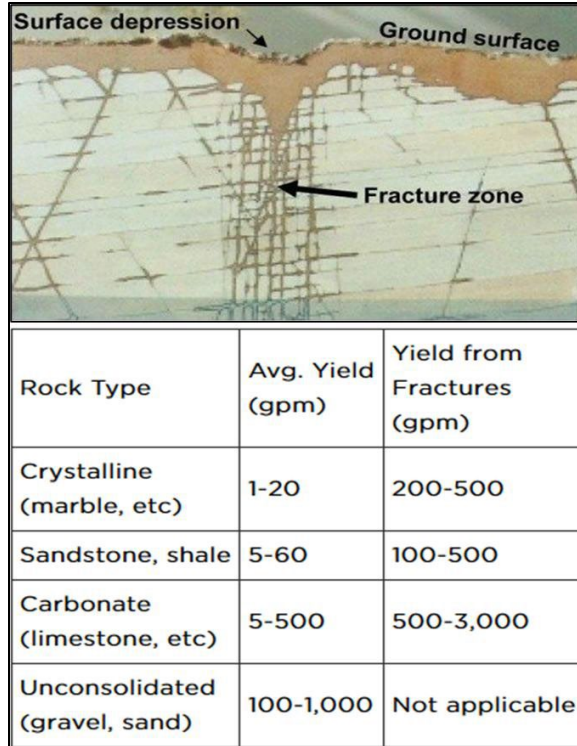 Surface depression
Ground surface
Fracture zone
Rock Type
Avg. Yield
(gpm)
Yield from
Fractures
(gpm)
Crystalline
(marble, etc)
1-20
200-500
Sandstone, shale
5-60
100-500
Carbonate
(limestone, etc)
5-500
500-3,000
Unconsolidated
(gravel, sand)
100-1,000
Not applicable